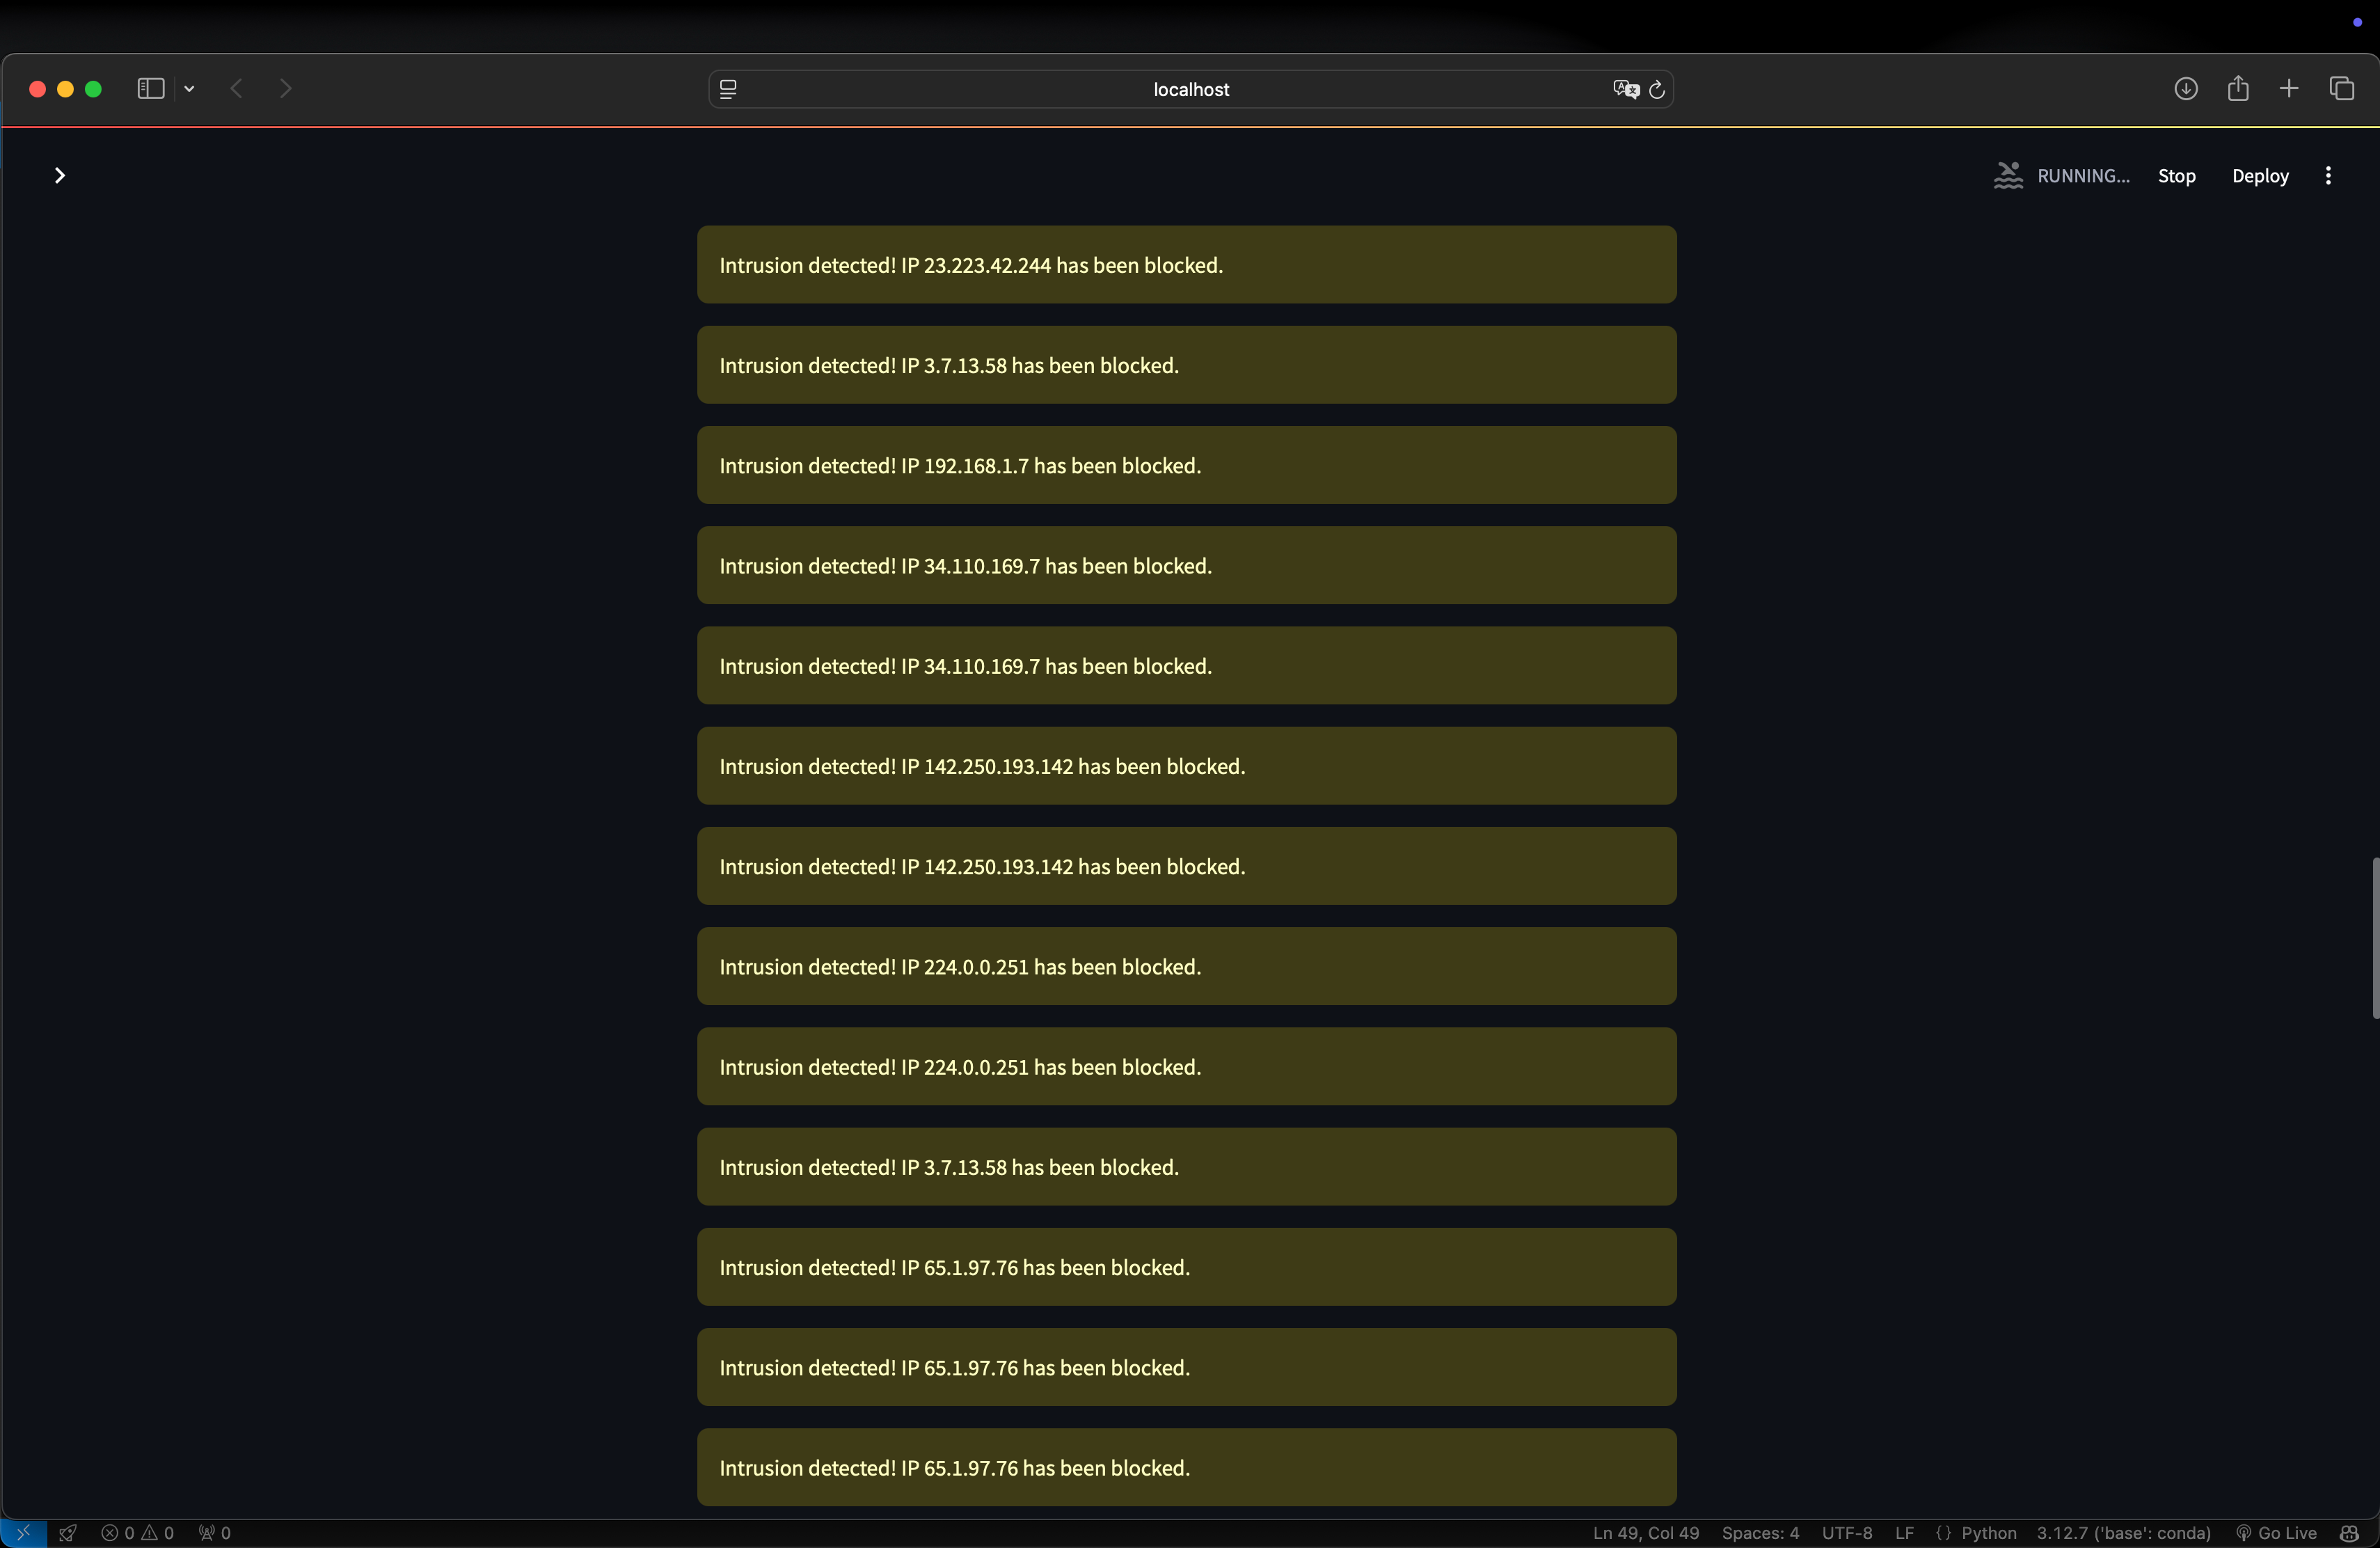 localhost
RUNNING... Stop Deploy
Intrusion detected! IP 23.223.42.244 has been blocked.
Intrusion detected! IP 3.7.13.58 has been blocked.
Intrusion detected! IP 192.168.1.7 has been blocked.
Intrusion detected! IP 34.110.169.7 has been blocked.
Intrusion detected! IP 34.110.169.7 has been blocked.
Intrusion detected! IP 142.250.193.142 has been blocked.
Intrusion detected! IP 142.250.193.142 has been blocked.
Intrusion detected! IP 224.0.0.251 has been blocked.
Intrusion detected! IP 224.0.0.251 has been blocked.
Intrusion detected! IP 3.7.13.58 has been blocked.
Intrusion detected! IP 65.1.97.76 has been blocked.
Intrusion detected! IP 65.1.97.76 has been blocked.
Intrusion detected! IP 65.1.97.76 has been blocked.
0 0 0 Ln 49, Col 49 Spaces: 4 UTF-8 LF {} Python 3.12.7 ('base': conda) Go Live